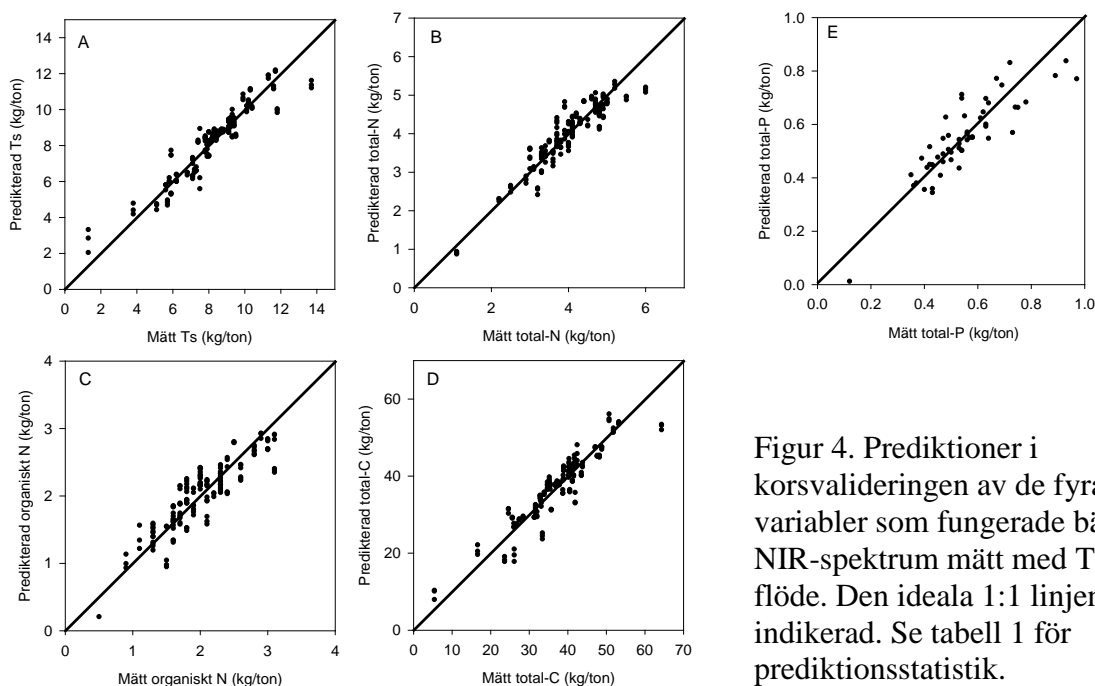 A
Predikterad Ts (kg/ton)
14
12
10
8
6
4
2
0
0 2 4 6 8 10 12 14
Mätt Ts (kg/ton)
B
Predikterad total-N (kg/ton)
7
6
5
4
3
2
1
0
0 2 4 6
Mätt total-N (kg/ton)
E
Predikterad total-P (kg/ton)
1.0
0.8
0.6
0.4
0.2
0.0
0.0 0.2 0.4 0.6 0.8 1.0
Mätt total-P (kg/ton)
C
Predikterad organiskt N (kg/ton)
4
3
2
1
0
0 1 2 3 4
Mätt organiskt N (kg/ton)
D
Predikterad total-C (kg/ton)
60
40
20
0
0 10 20 30 40 50 60 70
Mätt total-C (kg/ton)
Figur 4. Prediktioner i
korsvalideringen av de fyra
variabler som fungerade
NIR-spektrum mätt med
flöde. Den ideala 1:1
indikerad. Se tabell 1 för
prediktionsstatistik.